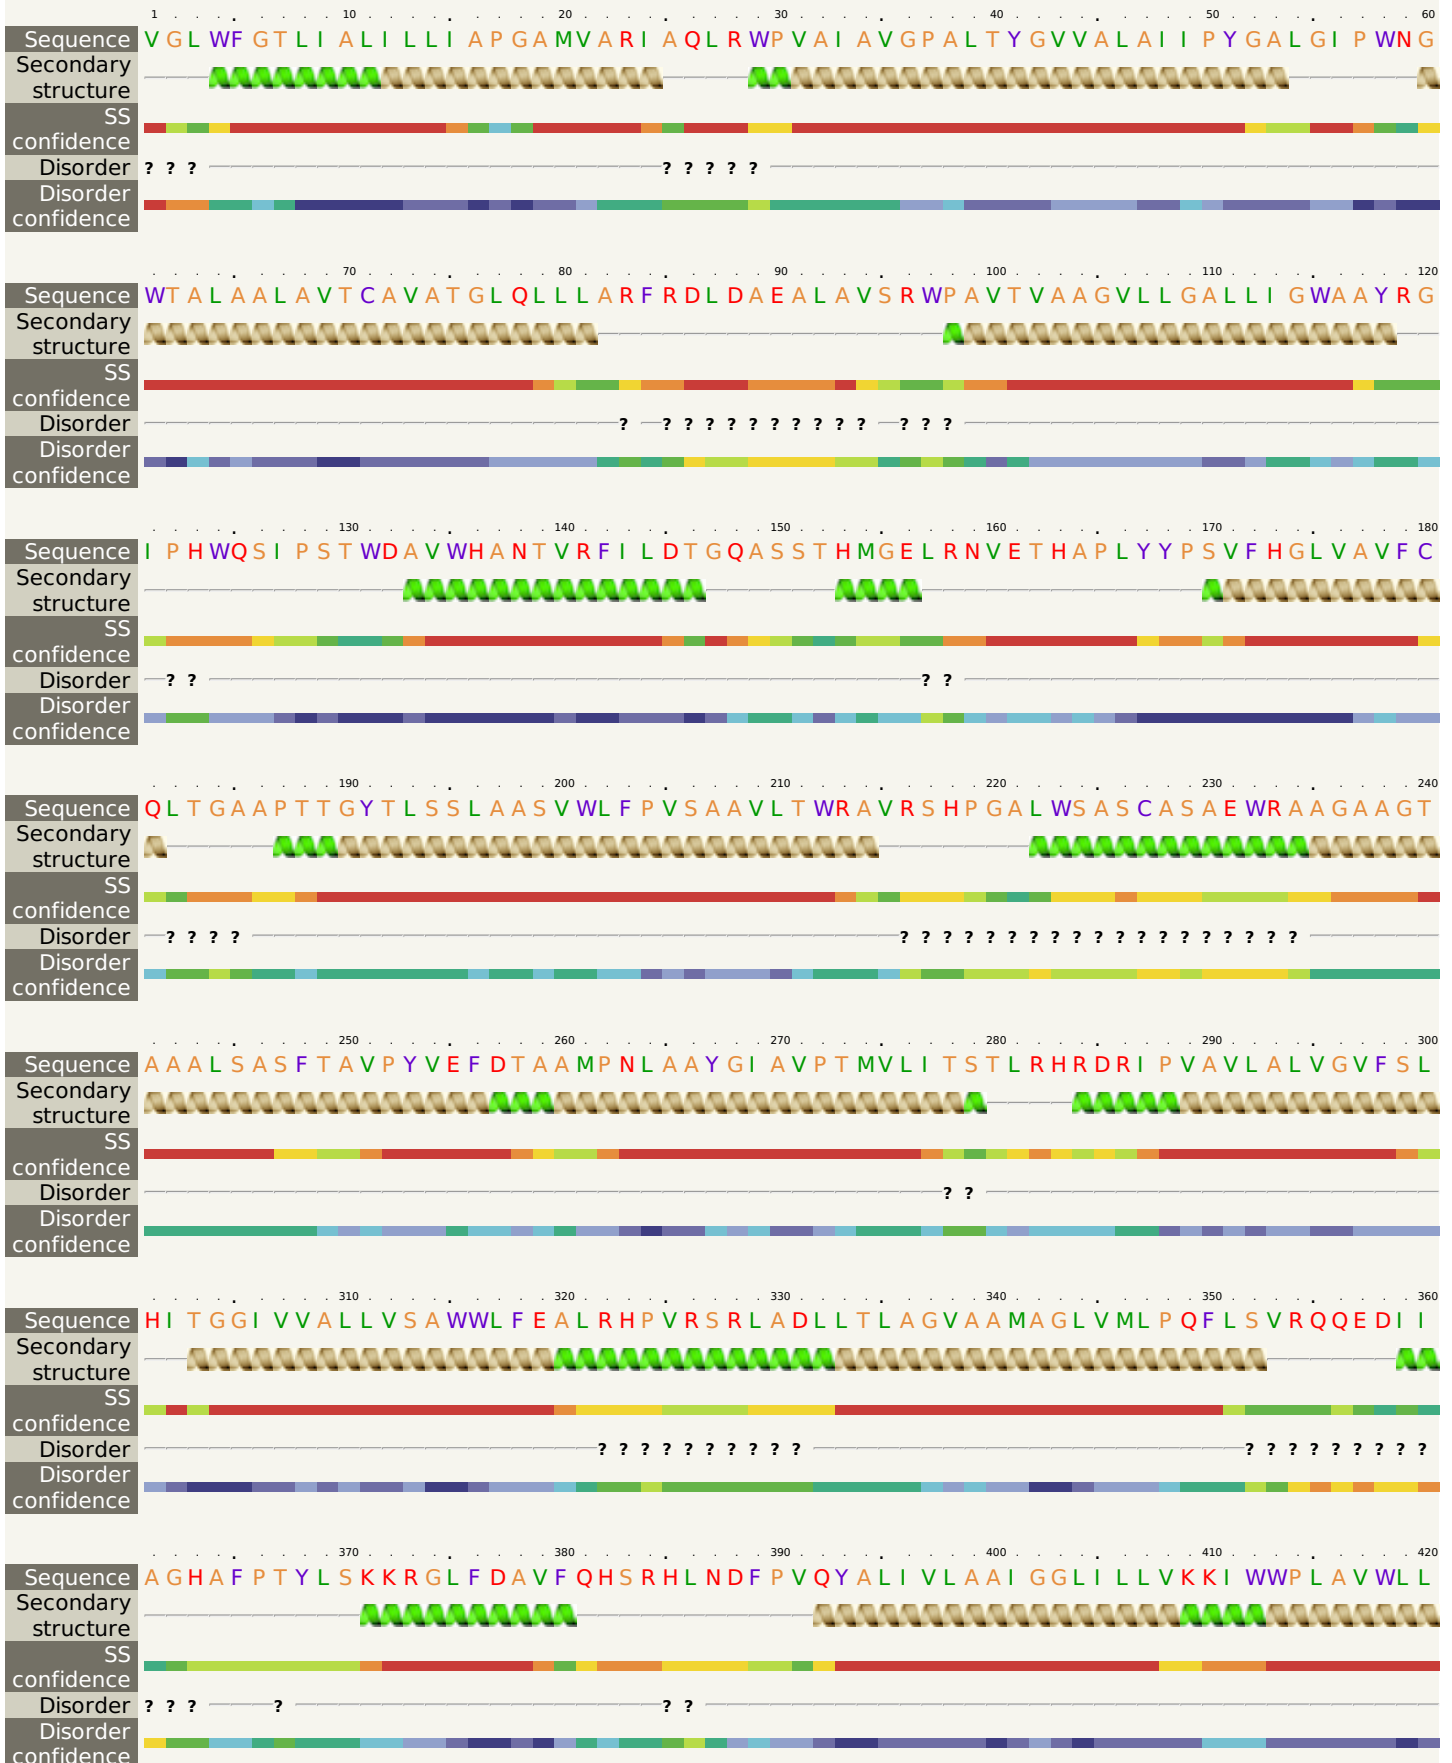 1 10 20 30 40 50 60
Sequence V G L W F G T L I A L I L L I A P G A M V A R I A Q L R W P V A I A V G P A L T Y G V V A L A I I P Y G A L G I P W N G
Secondary
structure
SS
confidence
Disorder ? ? ? ? ? ? ? ?
Disorder
confidence
70 80 90 100 110 120
Sequence W T A L A A L A V T C A V A T G L Q L L L A R F R D L D A E A L A V S R W P A V T V A A G V L L G A L L I G W A A Y R G
Secondary
structure
SS
confidence
Disorder ? ? ? ? ? ? ? ? ? ? ? ? ? ?
Disorder
confidence
130 140 150 160 170 180
Sequence I P H W Q S I P S T W D A V W H A N T V R F I L D T G Q A S S T H M G E L R N V E T H A P L Y Y P S V F H G L V A V F C
Secondary
structure
SS
confidence
Disorder ? ? ? ?
Disorder
confidence
190 200 210 220 230 240
Sequence Q L T G A A P T T G Y T L S S L A A S V W L F P V S A A V L T W R A V R S H P G A L W S A S C A S A E W R A A G A A G T
Secondary
structure
SS
confidence
Disorder ? ? ? ? ? ? ? ? ? ? ? ? ? ? ? ? ? ? ? ? ? ? ?
Disorder
confidence
250 260 270 280 290 300
Sequence A A A L S A S F T A V P Y V E F D T A A M P N L A A Y G I A V P T M V L I T S T L R H R D R I P V A V L A L V G V F S L
Secondary
structure
SS
confidence
Disorder ? ?
Disorder
confidence
310 320 330 340 350 360
Sequence H I T G G I V V A L L V S A W W L F E A L R H P V R S R L A D L L T L A G V A A M A G L V M L P Q F L S V R Q Q E D I I
Secondary
structure
SS
confidence
Disorder ? ? ? ? ? ? ? ? ? ? ? ? ? ? ? ? ? ? ?
Disorder
confidence
370 380 390 400 410 420
Sequence A G H A F P T Y L S K K R G L F D A V F Q H S R H L N D F P V Q Y A L I V L A A I G G L I L L V K K I W W P L A V W L L
Secondary
structure
SS
confidence
Disorder ? ? ? ? ? ?
Disorder
confidence